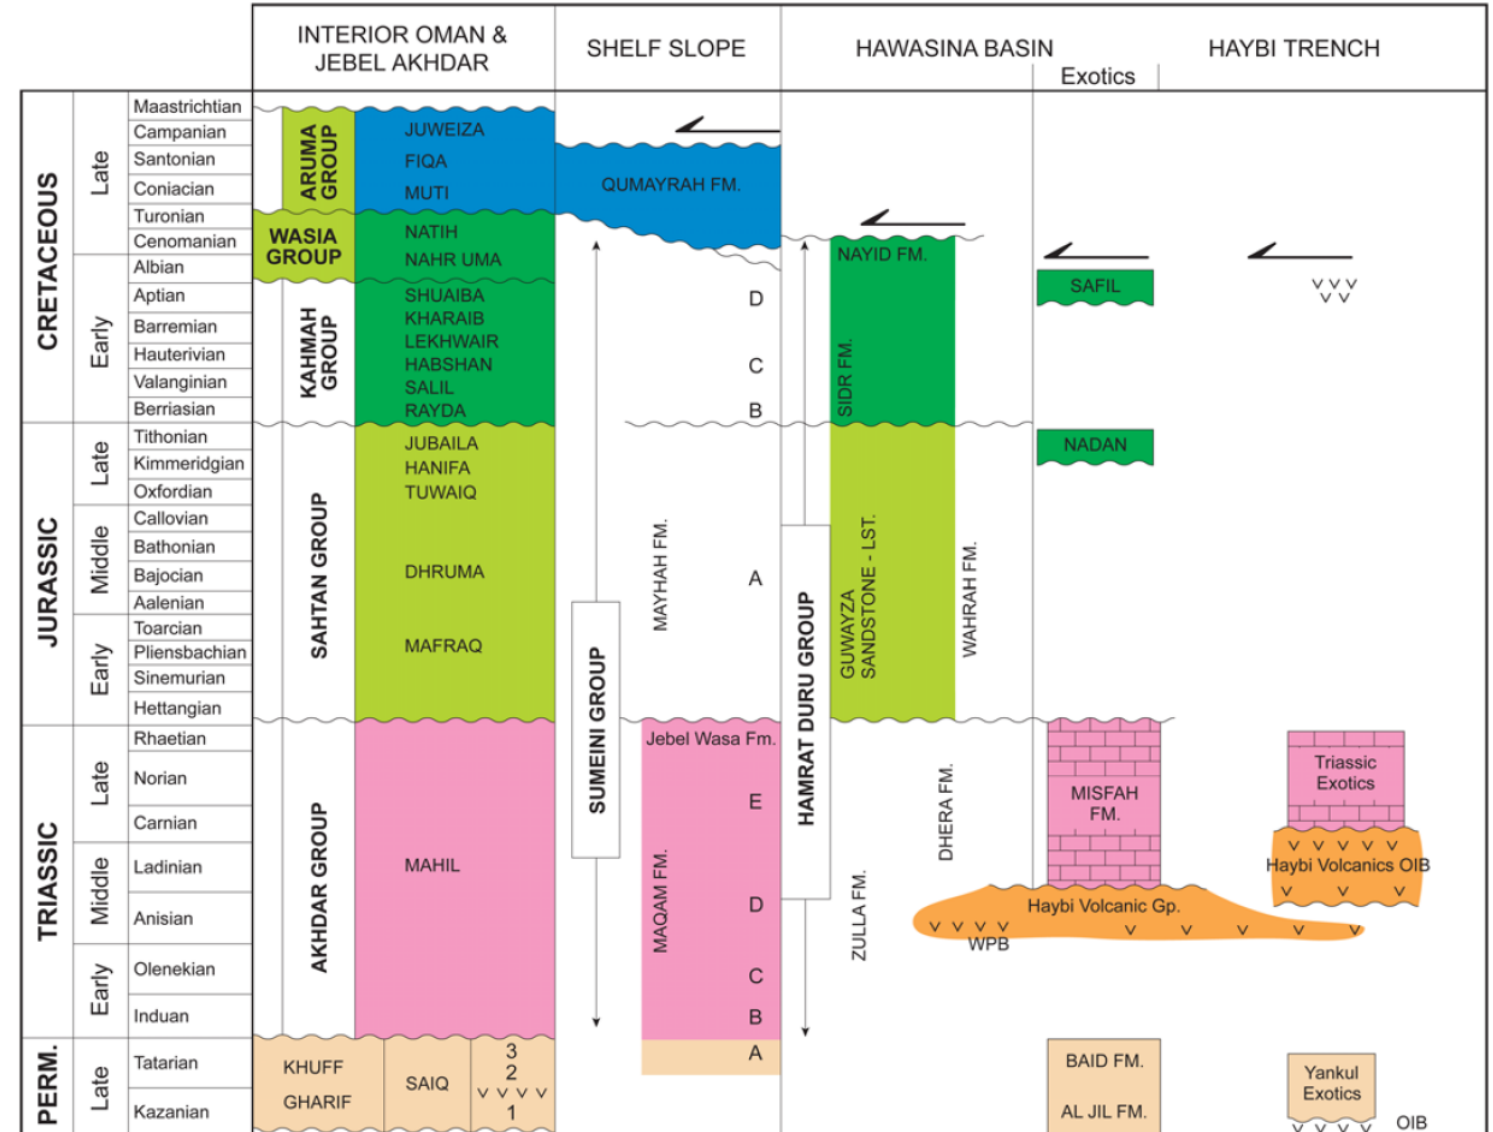 INTERIOR OMAN &
JEBEL AKHDAR
SHELF SLOPE
HAWASINA BASIN
HAYBI TRENCH
Exotics
CRETACEOUS
Late
Early
Maastrichtian
Campanian
Santonian
Coniacian
Turonian
Cenomanian
Albian
Aptian
Barremian
Hauterivian
Valanginian
Berriasian
JURASSIC
Late
Middle
Early
Tithonian
Kimmeridgian
Oxfordian
Callovian
Bathonian
Bajocian
Aalenian
Toarcian
Pliensbachian
Sinemurian
Hettangian
TRIASSIC
Late
Middle
Early
Rhaetian
Norian
Carnian
Ladinian
Anisian
Olenekian
Induan
PERM.
Late
Tatarian
Kazanian
ARUMA
GROUP
JUWEIZA
FIQA
MUTI
WASIA
GROUP
NATIH
NAHR UMA
KAHMAH
GROUP
SHUAIBA
KHARAIB
LEKHWAIR
HABSHAN
SALIL
RAYDA
SAHTAN GROUP
JUBAILA
HANIFA
TUWAIQ
DHRUMA
MAFRAQ
AKHDAR GROUP
MAHIL
KHUFF
GHARIF
SAIQ
3
2
V V V V
1
QUMAYRAH FM.
SUMEINI GROUP
D
C
B
MAYHAH FM.
A
Jebel Wasa Fm.
MAQAM FM.
E
D
C
B
A
HAMRAT DURU GROUP
NAYID FM.
SIDR FM.
GUWAYZA
SANDSTONE - LST.
WAHRAH FM.
DHERA FM.
ZULLA FM.
SAFIL
NADAN
MISFAH
FM.
Haybi Volcanic Gp.
V V V V V V V V V
WPB
BAID FM.
AL JIL FM.
V V V
V V
Triassic
Exotics
V V V V V
Haybi Volcanics OIB
V V V
Yankul
Exotics
V V V V
OIB